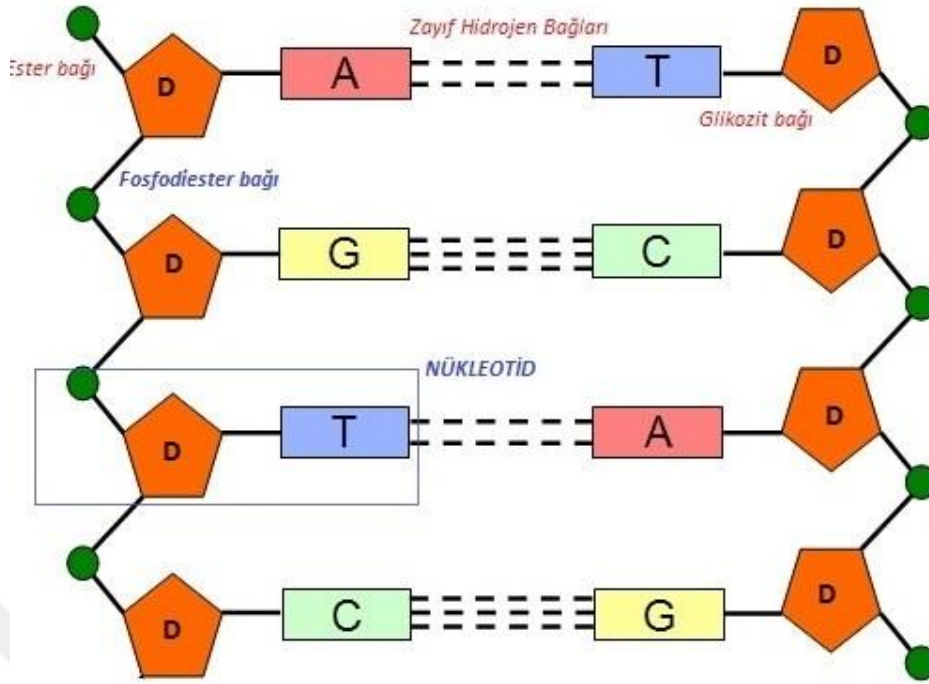 Zayıf Hidrojen Bağları
Ester bağı
D
A
T
D
Glikozit bağı
Fosfodiester bağı
D
G
C
D
NÜKLEOTİD
D
T
A
D
D
C
G
D